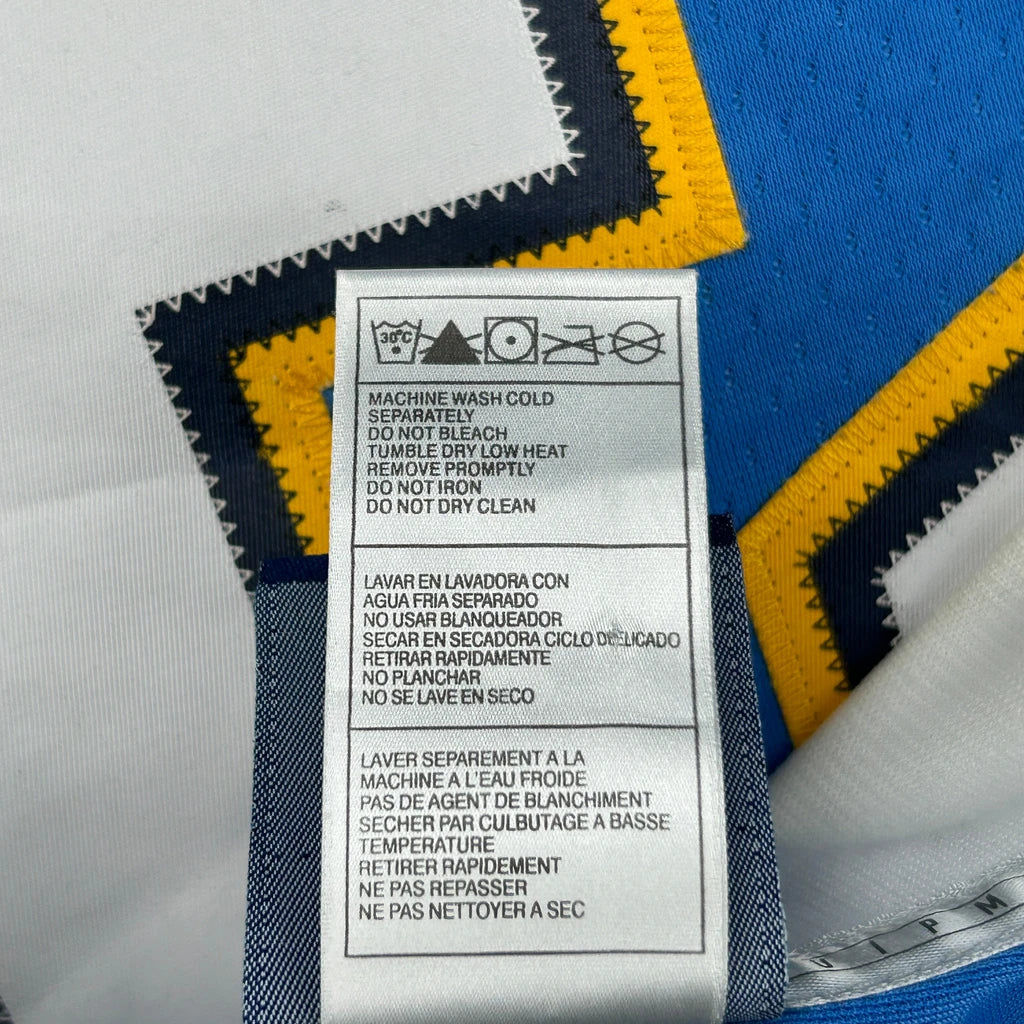 30°C
MACHINE WASH COLD
SEPARATELY
DO NOT BLEACH
TUMBLE DRY LOW HEAT
REMOVE PROMPTLY
DO NOT IRON
DO NOT DRY CLEAN
LAVAR EN LAVADORA CON
AGUA FRIA SEPARADO
NO USAR BLANQUEADOR
SECAR EN SECADORA CICLO DELICADO
RETIRAR RAPIDAMENTE
NO PLANCHAR
NO SE LAVE EN SECO
LAVER SEPAREMENT A LA
MACHINE A L'EAU FROIDE
PAS DE AGENT DE BLANCHIMENT
SECHER PAR CULBUTAGE A BASSE
TEMPERATURE
RETIRER RAPIDEMENT
NE PAS REPASSER
NE PAS NETTOYER A SEC
V I P M